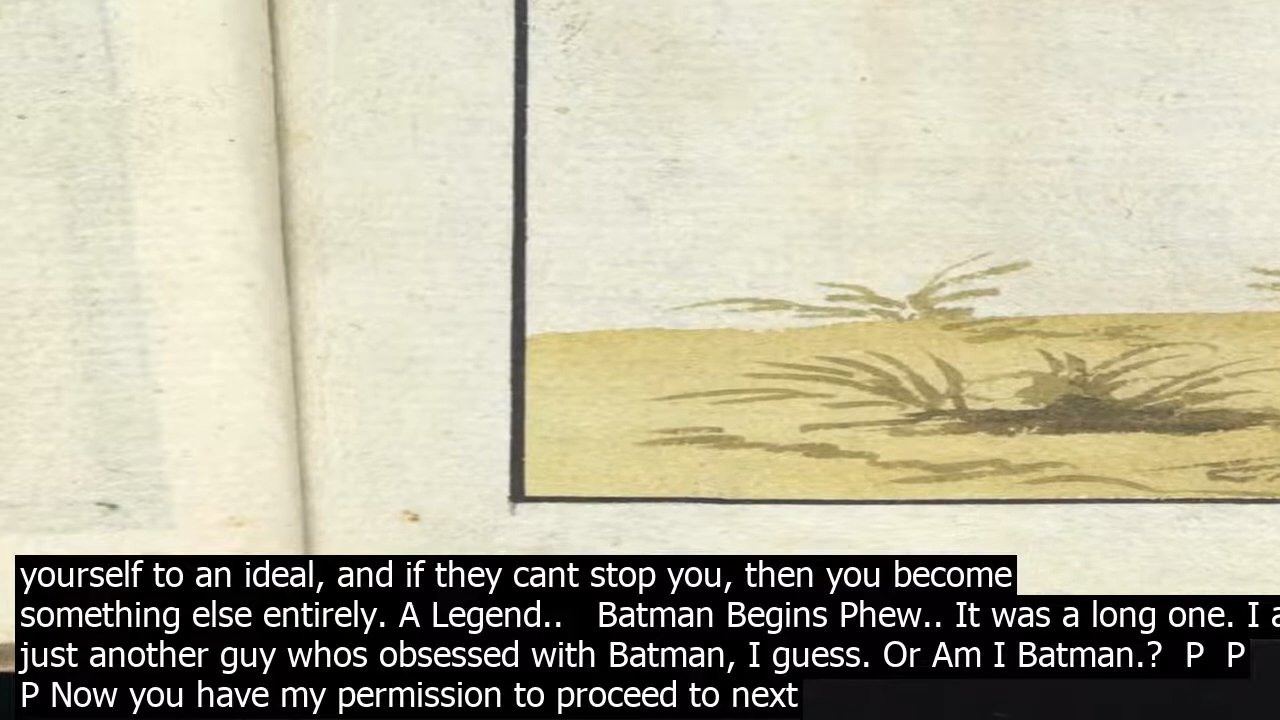 yourself to an ideal, and if they cant stop you, then you become
something else entirely. A Legend.. Batman Begins Phew.. It was a long one. I
just another guy whos obsessed with Batman, I guess. Or Am I Batman.? P P
P Now you have my permission to proceed to next